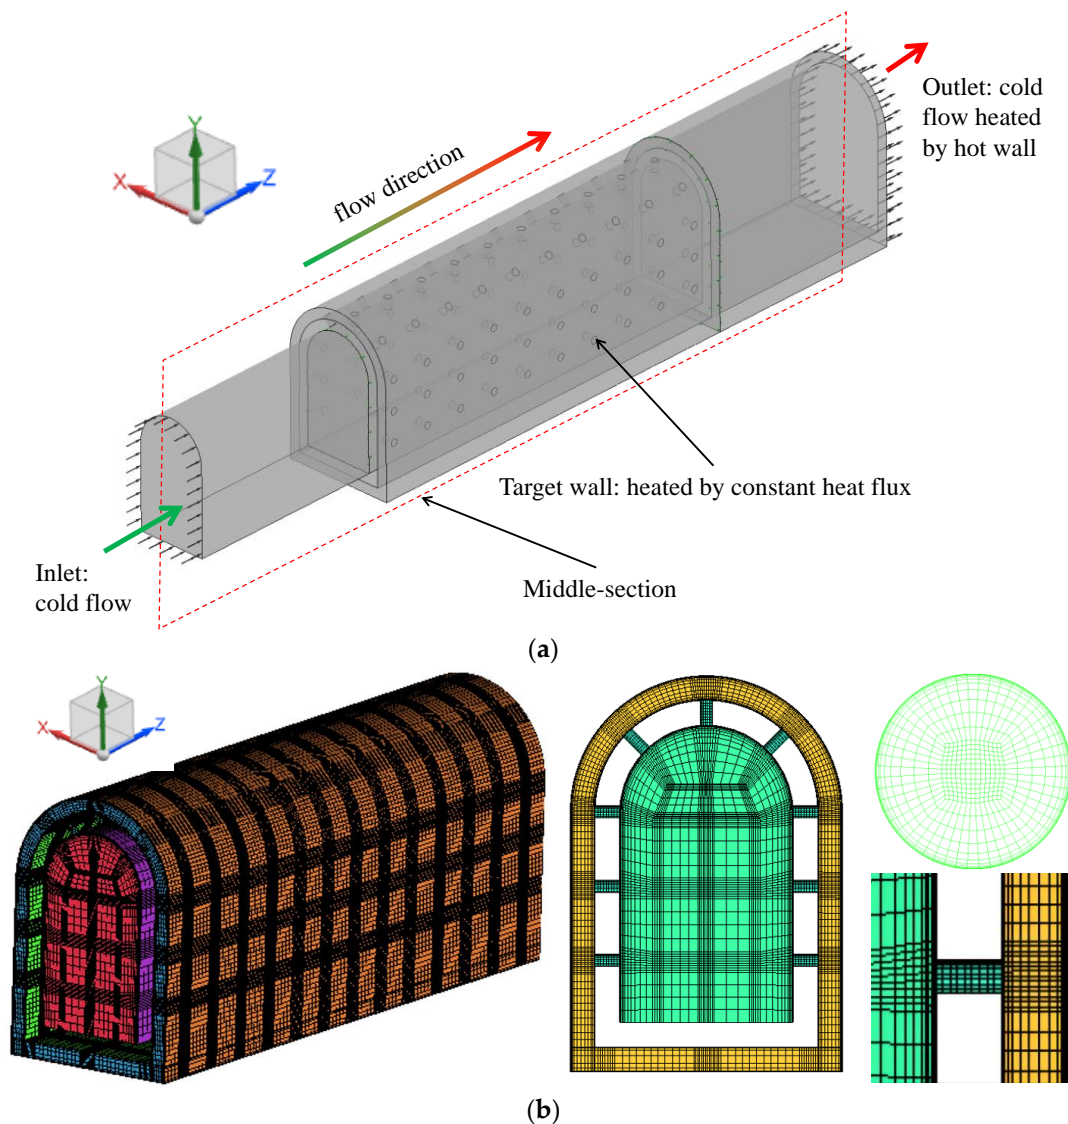 Outlet: cold
flow heated
by hot wall
Y
X
Z
flow direction
Target wall: heated by constant heat flux
Middle-section
Inlet:
cold flow
(a)
Y
X
Z
(b)